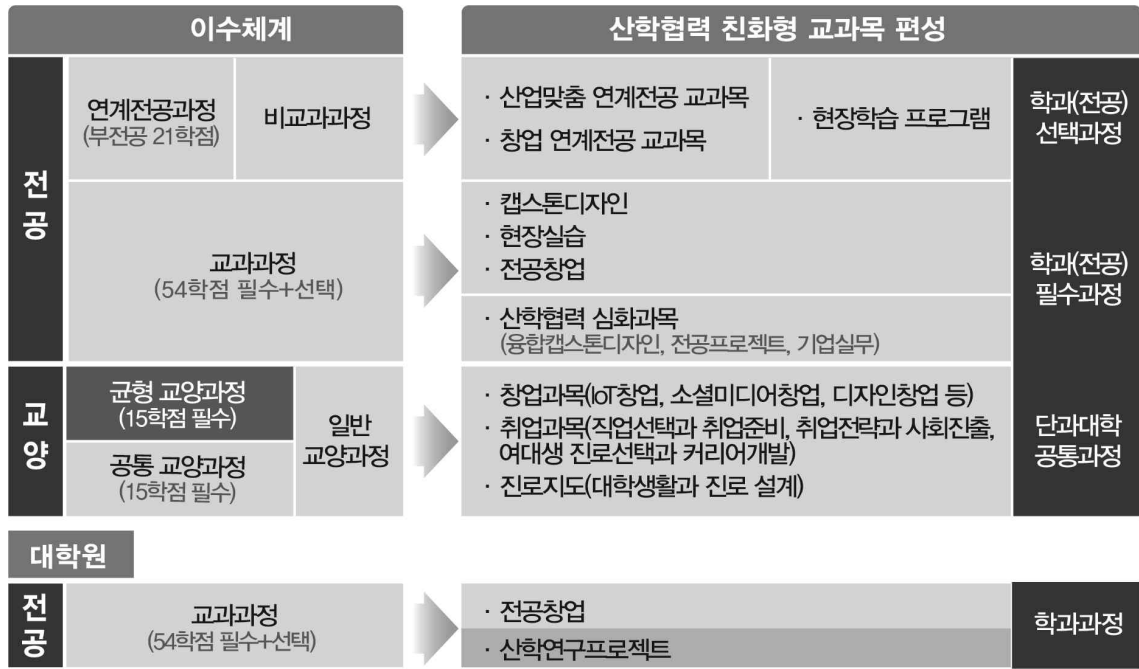 이수체계
산학협력 친화형 교과목 편성
전
공
연계전공과정
(부전공 21학점)
비교과과정
· 산업맞춤 연계전공 교과목
· 창업 연계전공 교과목
· 현장학습 프로그램
학과(전공)
선택과정
교과과정
(54학점 필수+선택)
· 캡스톤디자인
· 현장실습
· 전공창업
· 산학협력 심화과목
(융합캡스톤디자인, 전공프로젝트, 기업실무)
학과(전공)
필수과정
교
양
균형 교양과정
(15학점 필수)
공통 교양과정
(15학점 필수)
일반
교양과정
· 창업과목(IoT창업, 소셜미디어창업, 디자인창업 등)
· 취업과목(직업선택과 취업준비, 취업전략과 사회진출,
여대생 진로선택과 커리어개발)
· 진로지도(대학생활과 진로 설계)
단과대학
공통과정
대학원
전
공
교과과정
(54학점 필수+선택)
· 전공창업
· 산학연구프로젝트
학과과정